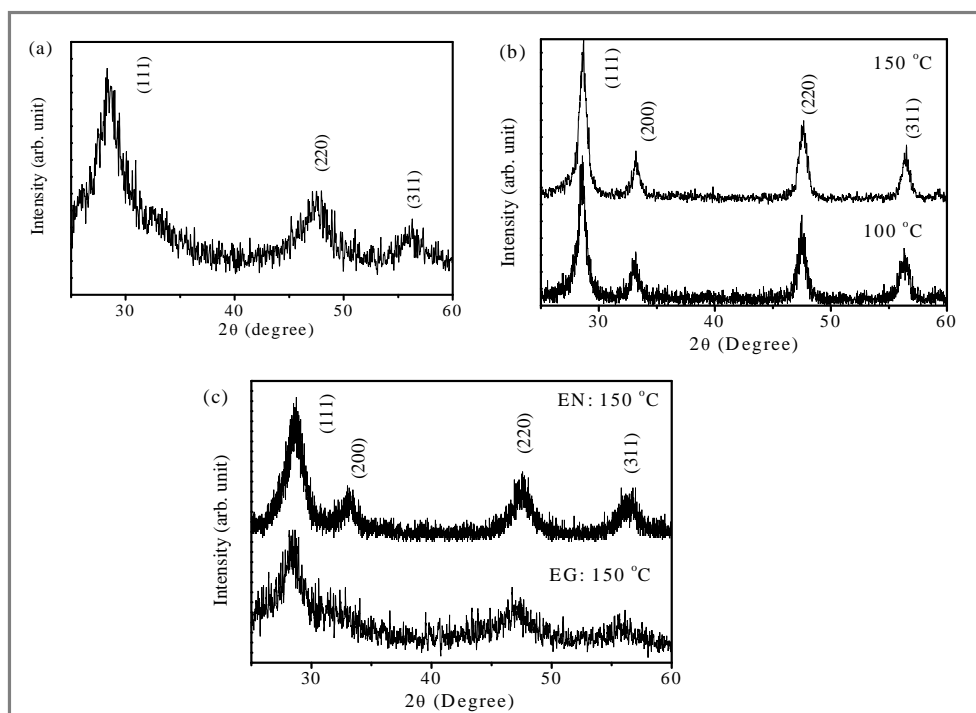 (a)
(111)
(220)
(311)
Intensity (arb. unit)
30 40 50 60
2θ (degree)
(b)
150 °C
(111)
(200)
(220)
(311)
100 °C
Intensity (arb. unit)
30 40 50 60
2θ (Degree)
(c)
EN: 150 °C
(111)
(200)
(220)
(311)
EG: 150 °C
Intensity (arb. unit)
30 40 50 60
2θ (Degree)